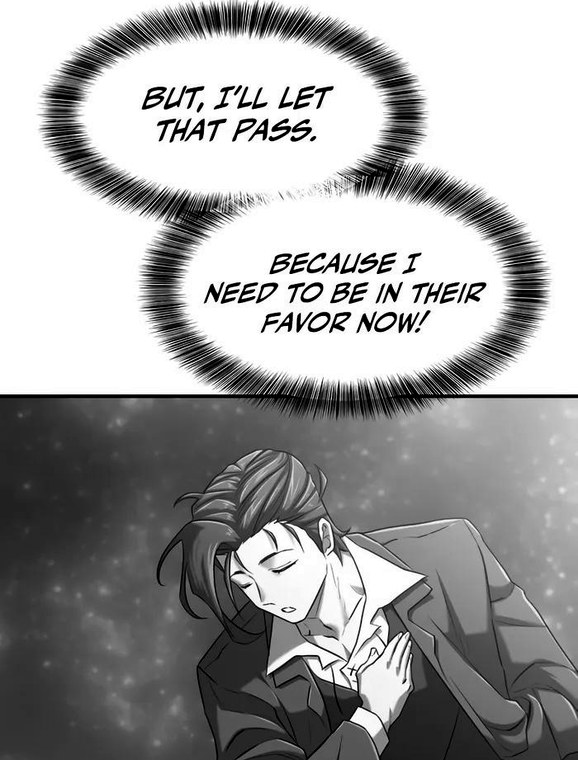 BUT, I'LL LET
THAT PASS.
BECAUSE I
NEED TO BE IN THEIR
FAVOR NOW!